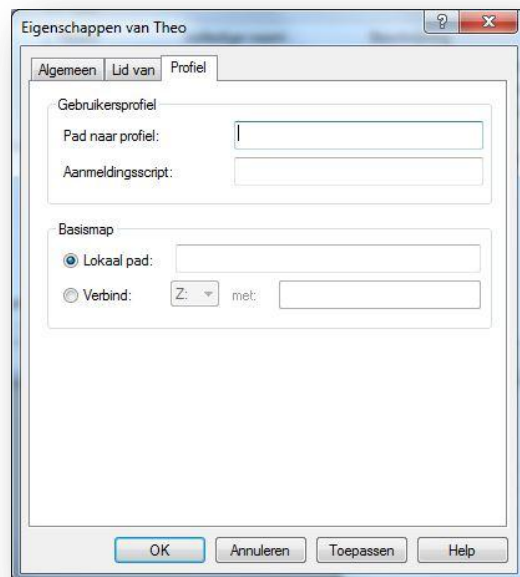 Eigenschappen van Theo
Algemeen
Lid van
Profiel
Gebruikersprofiel
Pad naar profiel:
Aanmeldingsscript:
Basismap
Lokaal pad:
Verbind: Z: met:
OK
Annuleren
Toepassen
Help